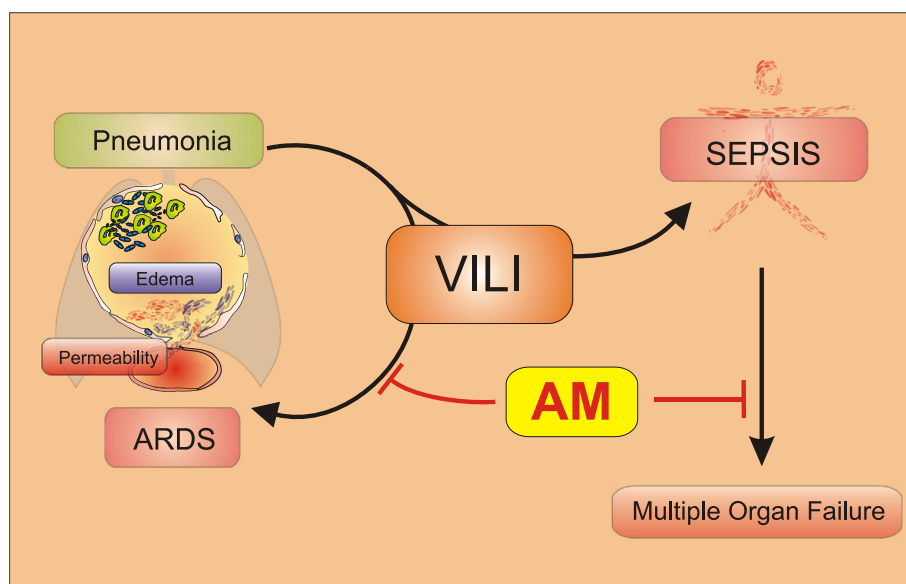 Pneumonia
SEPSIS
VILI
Edema
Permeability
AM
ARDS
Multiple Organ Failure